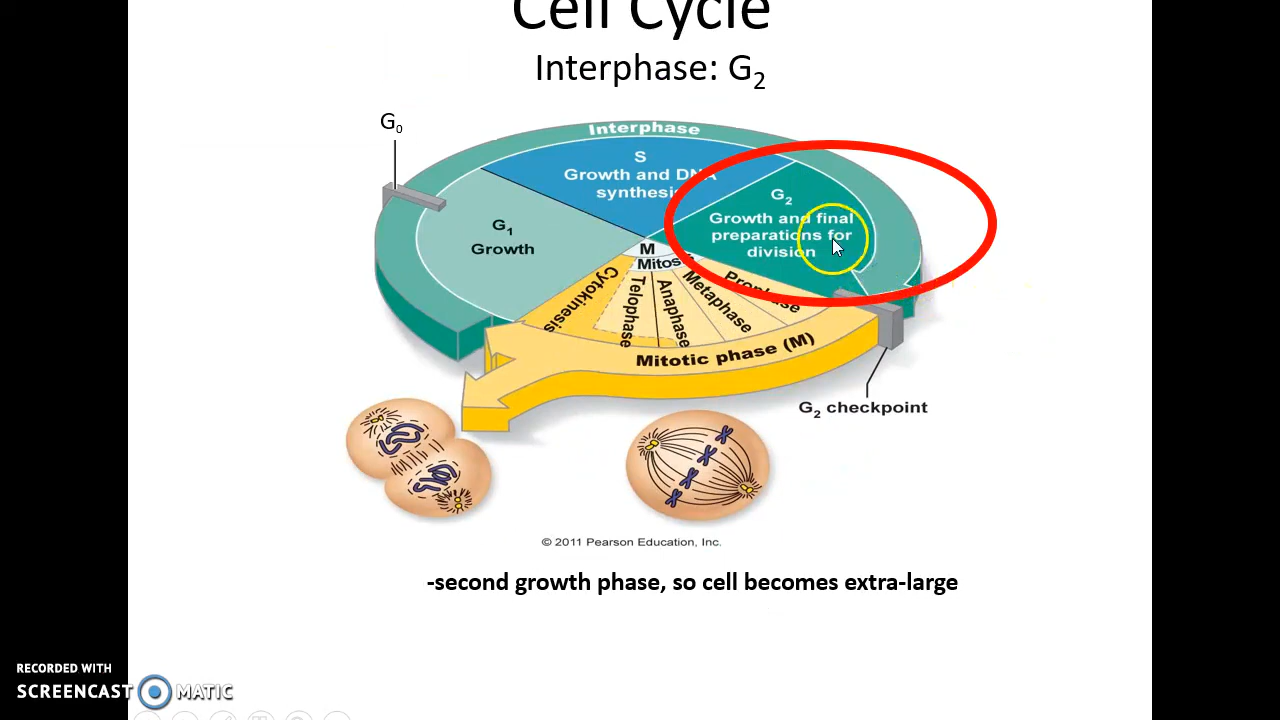 Cell Cycle
Interphase: G₂
G₀
Interphase
S
Growth and DNA
synthesis
G₂
Growth and final
preparations for
division
G₁
Growth
M
Mitosis
Cytokinesis
Telophase
Anaphase
Metaphase
Prophase
Mitotic phase (M)
G₂ checkpoint
© 2011 Pearson Education, Inc.
-second growth phase, so cell becomes extra-large
RECORDED WITH
SCREENCAST MATIC